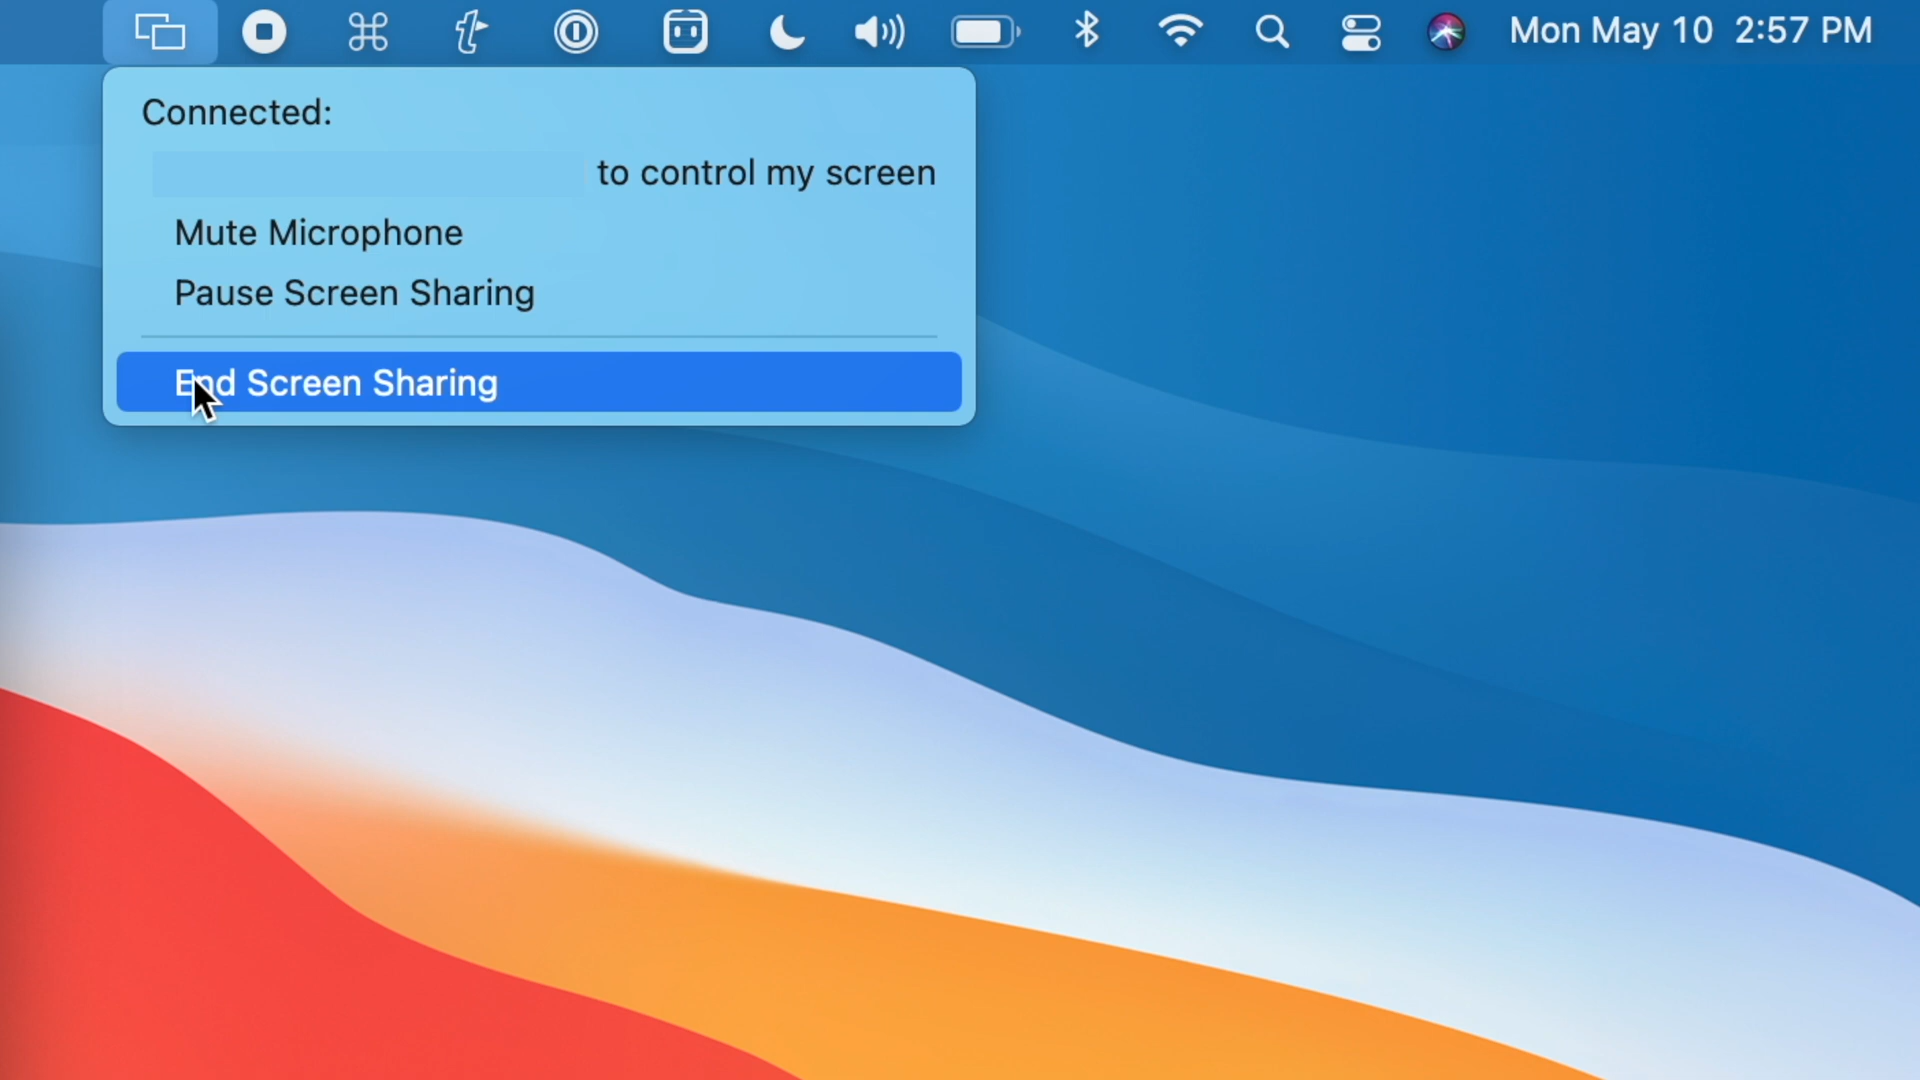 Mon May 10 2:57 PM
Connected:
to control my screen
Mute Microphone
Pause Screen Sharing
End Screen Sharing